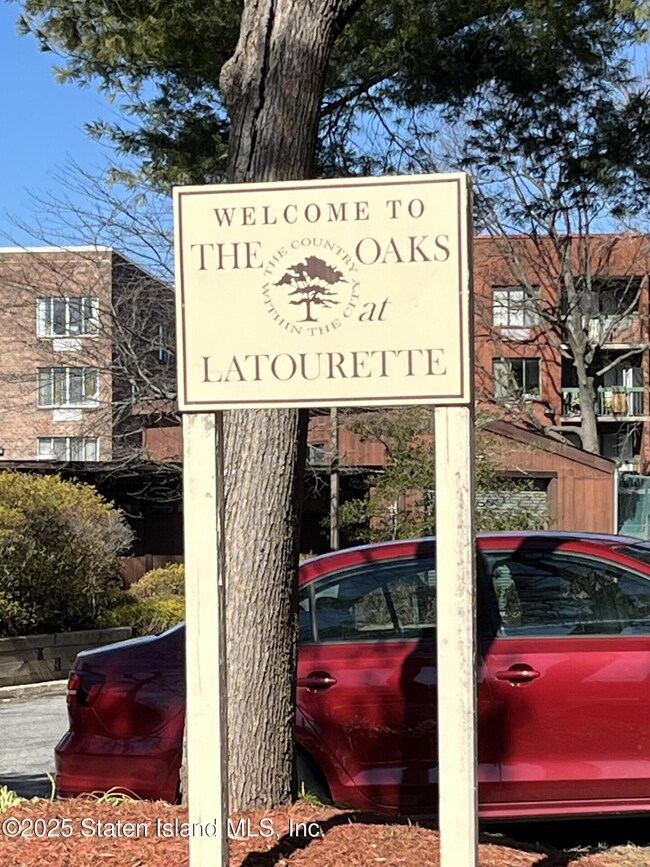 WELCOME TO
THE OAKS
THE COUNTRY
WITHIN THE CITY
at
LATOURETTE
©2025 Staten Island MLS, Inc.